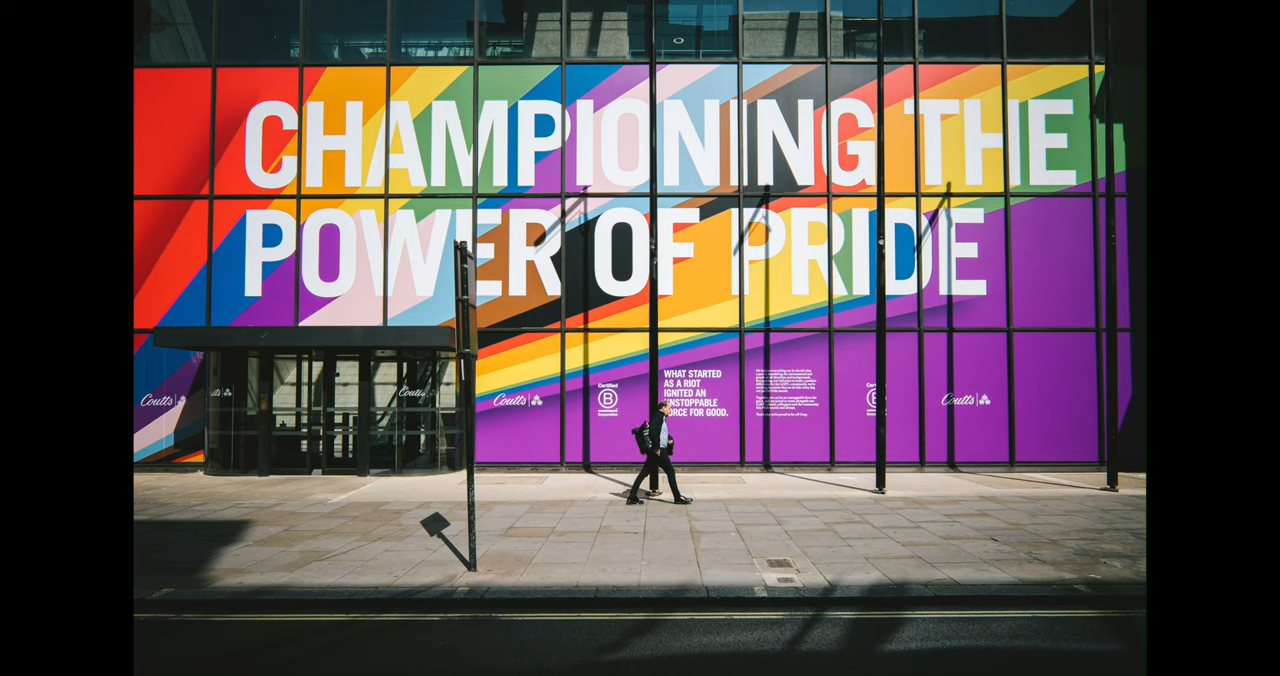 CHAMPIONING THE
POWER OF PRIDE
Coutts
Coutts
Coutts
Certified
B
Corporation
WHAT STARTED
AS A RIOT
IGNITED AN
UNSTOPPABLE
FORCE FOR GOOD.
B
Coutts